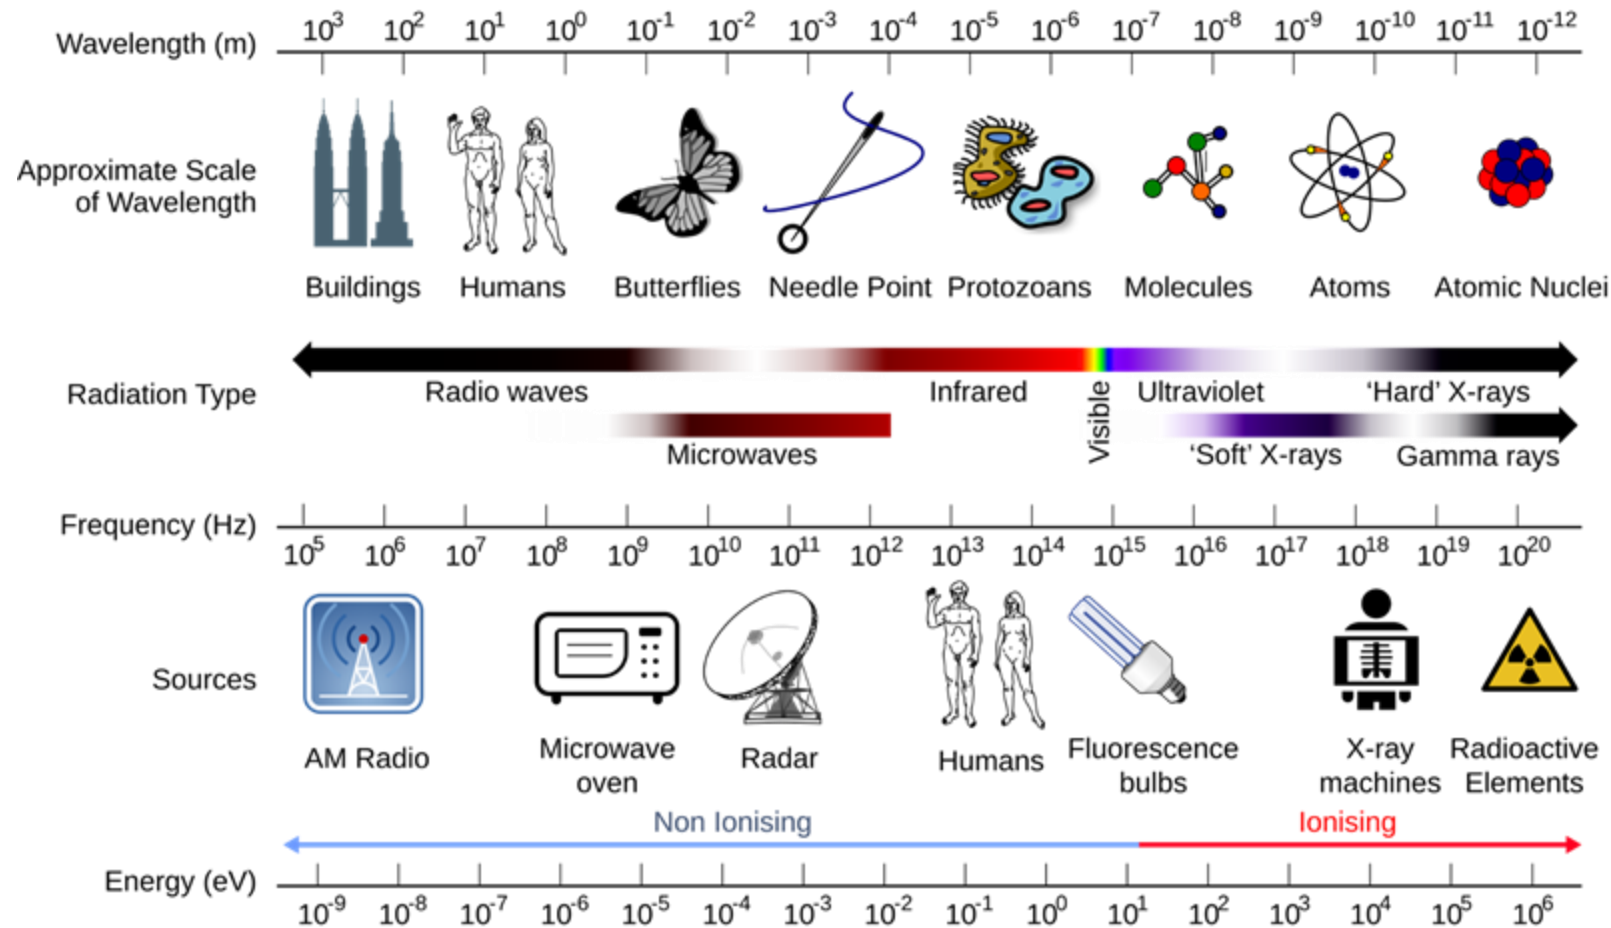 Wavelength (m)
10³ 10² 10¹ 10⁰ 10⁻¹ 10⁻² 10⁻³ 10⁻⁴ 10⁻⁵ 10⁻⁶ 10⁻⁷ 10⁻⁸ 10⁻⁹ 10⁻¹⁰ 10⁻¹¹ 10⁻¹²
Approximate Scale
of Wavelength
Buildings Humans Butterflies Needle Point Protozoans Molecules Atoms Atomic Nuclei
Radiation Type
Radio waves Infrared Visible Ultraviolet ‘Hard’ X-rays
Microwaves ‘Soft’ X-rays Gamma rays
Frequency (Hz)
10⁵ 10⁶ 10⁷ 10⁸ 10⁹ 10¹⁰ 10¹¹ 10¹² 10¹³ 10¹⁴ 10¹⁵ 10¹⁶ 10¹⁷ 10¹⁸ 10¹⁹ 10²⁰
Sources
AM Radio
Microwave
oven
Radar
Humans
Fluorescence
bulbs
X-ray
machines
Radioactive
Elements
Non Ionising Ionising
Energy (eV)
10⁻⁹ 10⁻⁸ 10⁻⁷ 10⁻⁶ 10⁻⁵ 10⁻⁴ 10⁻³ 10⁻² 10⁻¹ 10⁰ 10¹ 10² 10³ 10⁴ 10⁵ 10⁶